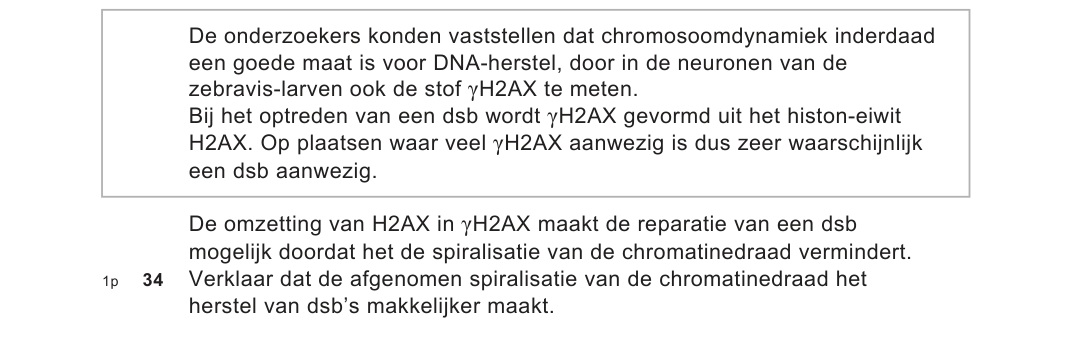 De onderzoekers konden vaststellen dat chromosoomdynamiek inderdaad
een goede maat is voor DNA-herstel, door in de neuronen van de
zebravis-larven ook de stof γH2AX te meten.
Bij het optreden van een dsb wordt γH2AX gevormd uit het histon-eiwit
H2AX. Op plaatsen waar veel γH2AX aanwezig is dus zeer waarschijnlijk
een dsb aanwezig.
De omzetting van H2AX in γH2AX maakt de reparatie van een dsb
mogelijk doordat het de spiralisatie van de chromatinedraad vermindert.
1p 34 Verklaar dat de afgenomen spiralisatie van de chromatinedraad het
herstel van dsb's makkelijker maakt.